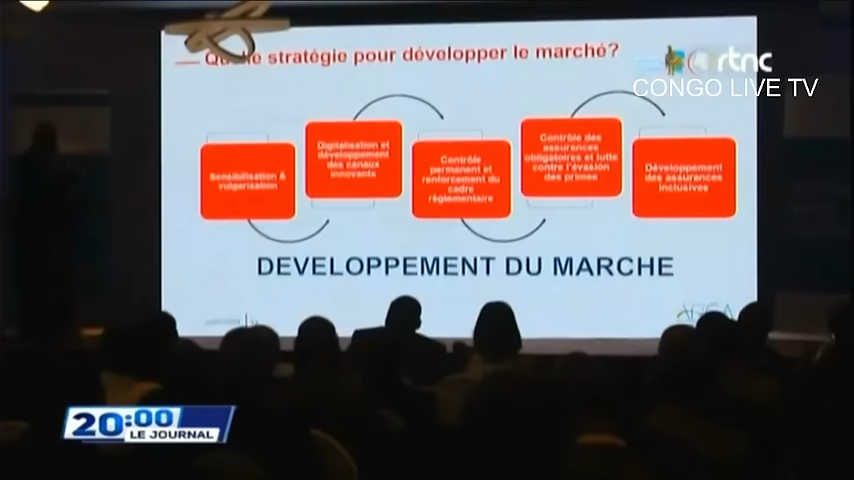 Quelle stratégie pour développer le marché?
rtnc
CONGO LIVE TV
Sensibilisation &
vulgarisation
Digitalisation et
développement
des canaux
innovants
Contrôle
permanent et
renforcement du
cadre
règlementaire
Contrôle des
assurances
obligatoires et lutte
contre l'évasion
des primes
Développement
des assurances
inclusives
DEVELOPPEMENT DU MARCHE
ARCA
20:00
LE JOURNAL